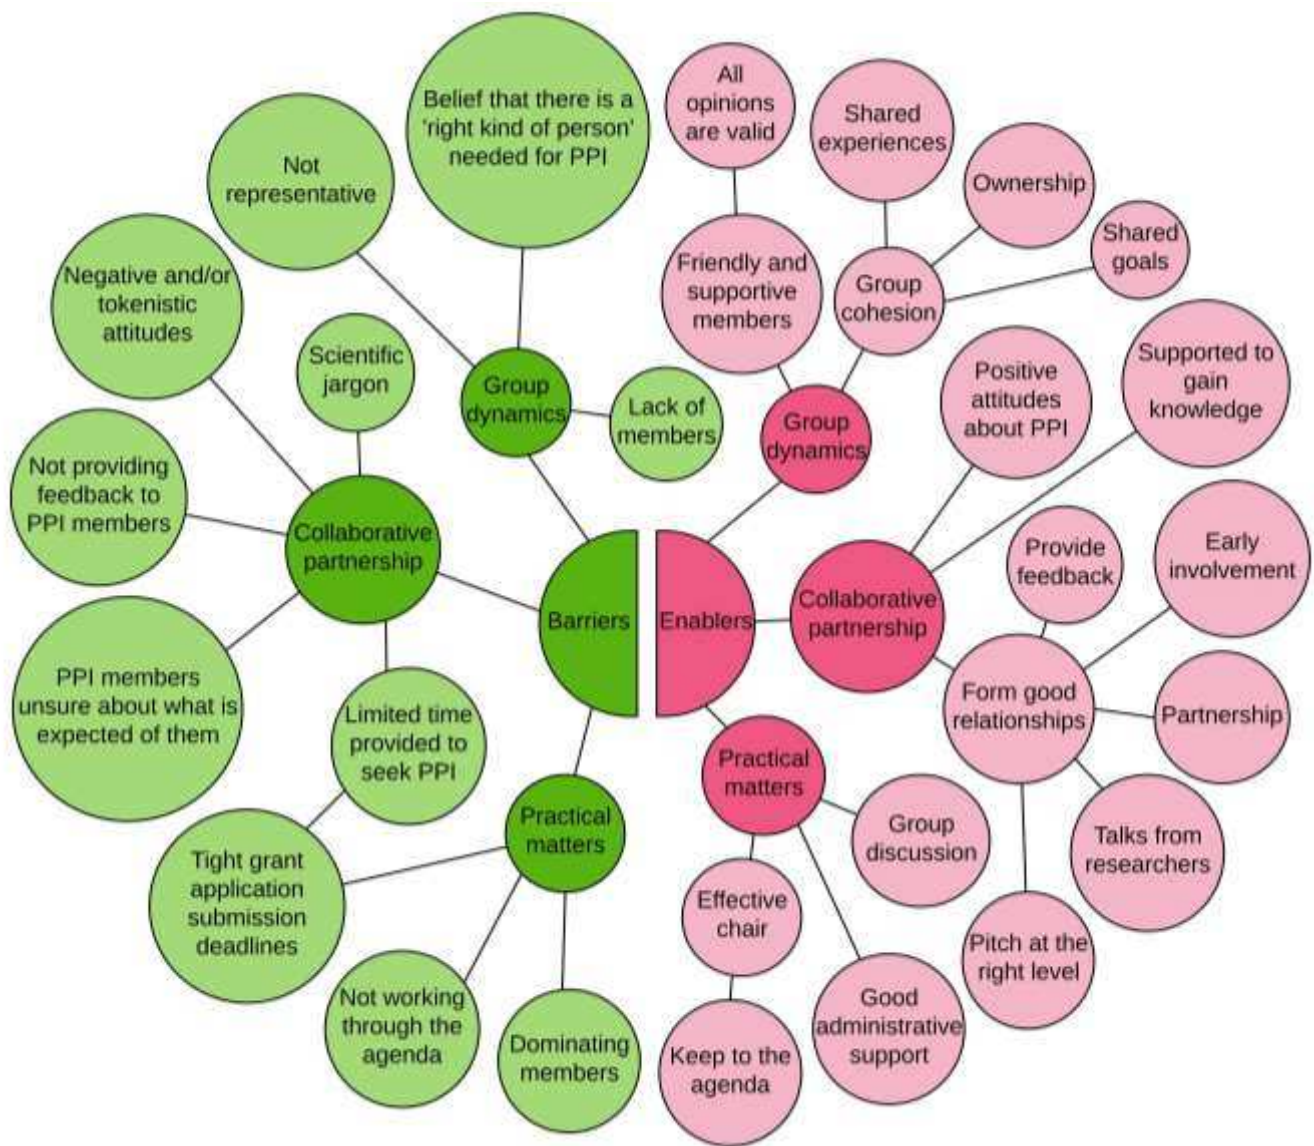 Belief that there is a
'right kind of person'
needed for PPI
Not
representative
Negative and/or
tokenistic
attitudes
Scientific
jargon
Group
dynamics
Lack of
members
Not providing
feedback to
PPI members
Collaborative
partnership
PPI members
unsure about what is
expected of them
Limited time
provided to
seek PPI
Barriers
Practical
matters
Tight grant
application
submission
deadlines
Not working
through the
agenda
Dominating
members
All
opinions
are valid
Shared
experiences
Ownership
Shared
goals
Friendly and
supportive
members
Group
cohesion
Group
dynamics
Positive
attitudes
about PPI
Supported to
gain
knowledge
Enablers
Collaborative
partnership
Provide
feedback
Early
involvement
Form good
relationships
Partnership
Talks from
researchers
Pitch at the
right level
Practical
matters
Group
discussion
Effective
chair
Good
administrative
support
Keep to the
agenda